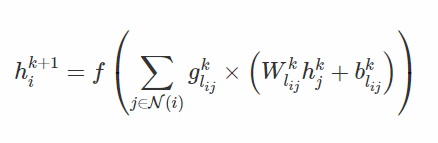 h_i^{k+1} = f \left( \sum_{j \in \mathcal{N}(i)} g_{l_{ij}}^k \times \left( W_{l_{ij}}^k h_j^k + b_{l_{ij}}^k \right) \right)